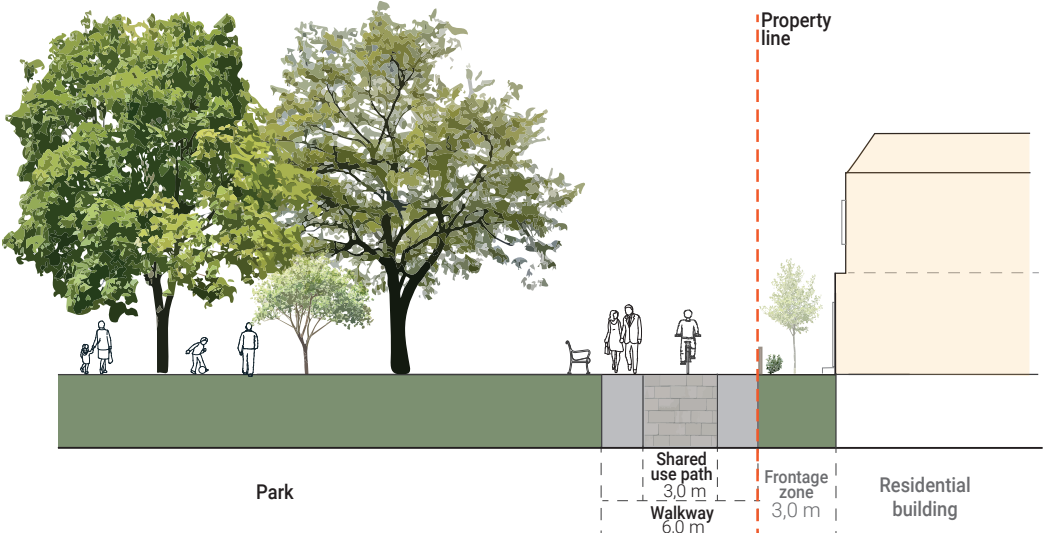 Property
line
Shared
use path
3,0 m
Walkway
6,0 m
Park
Frontage
zone
3,0 m
Residential
building